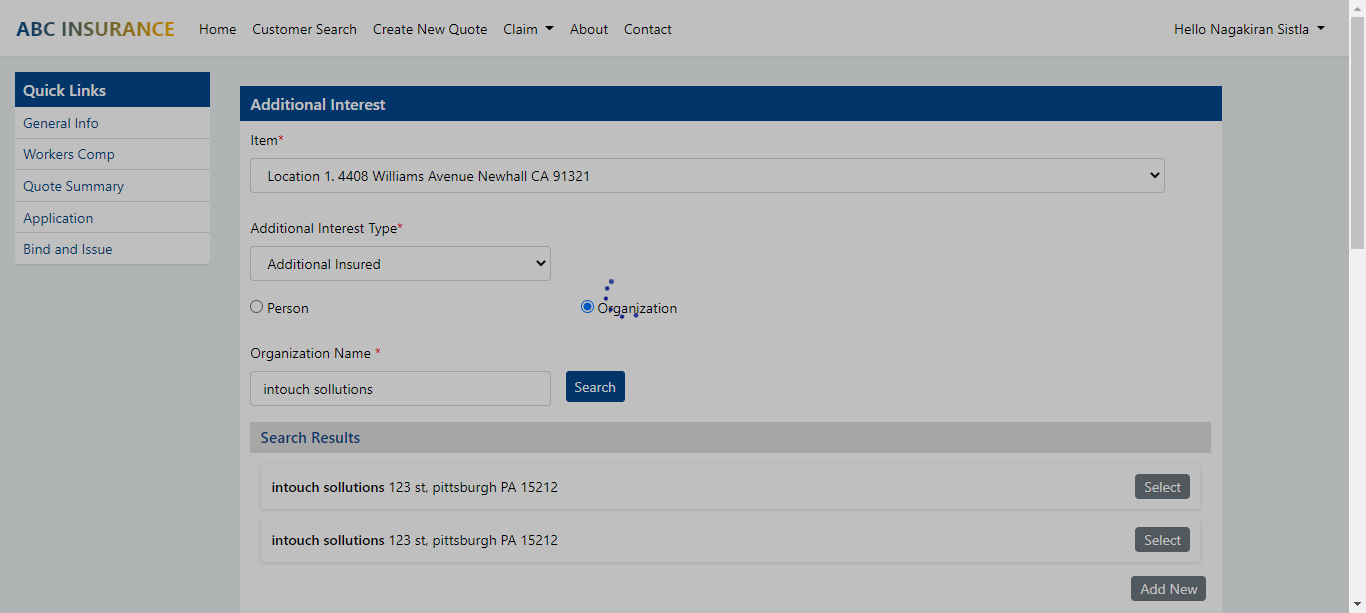 ABC INSURANCE Home Customer Search Create New Quote Claim About Contact Hello Nagakiran Sistla
Quick Links
General Info
Workers Comp
Quote Summary
Application
Bind and Issue
Additional Interest
Item*
Location 1. 4408 Williams Avenue Newhall CA 91321
Additional Interest Type*
Additional Insured
Person Organization
Organization Name *
intouch sollutions Search
Search Results
intouch sollutions 123 st, pittsburgh PA 15212 Select
intouch sollutions 123 st, pittsburgh PA 15212 Select
Add New